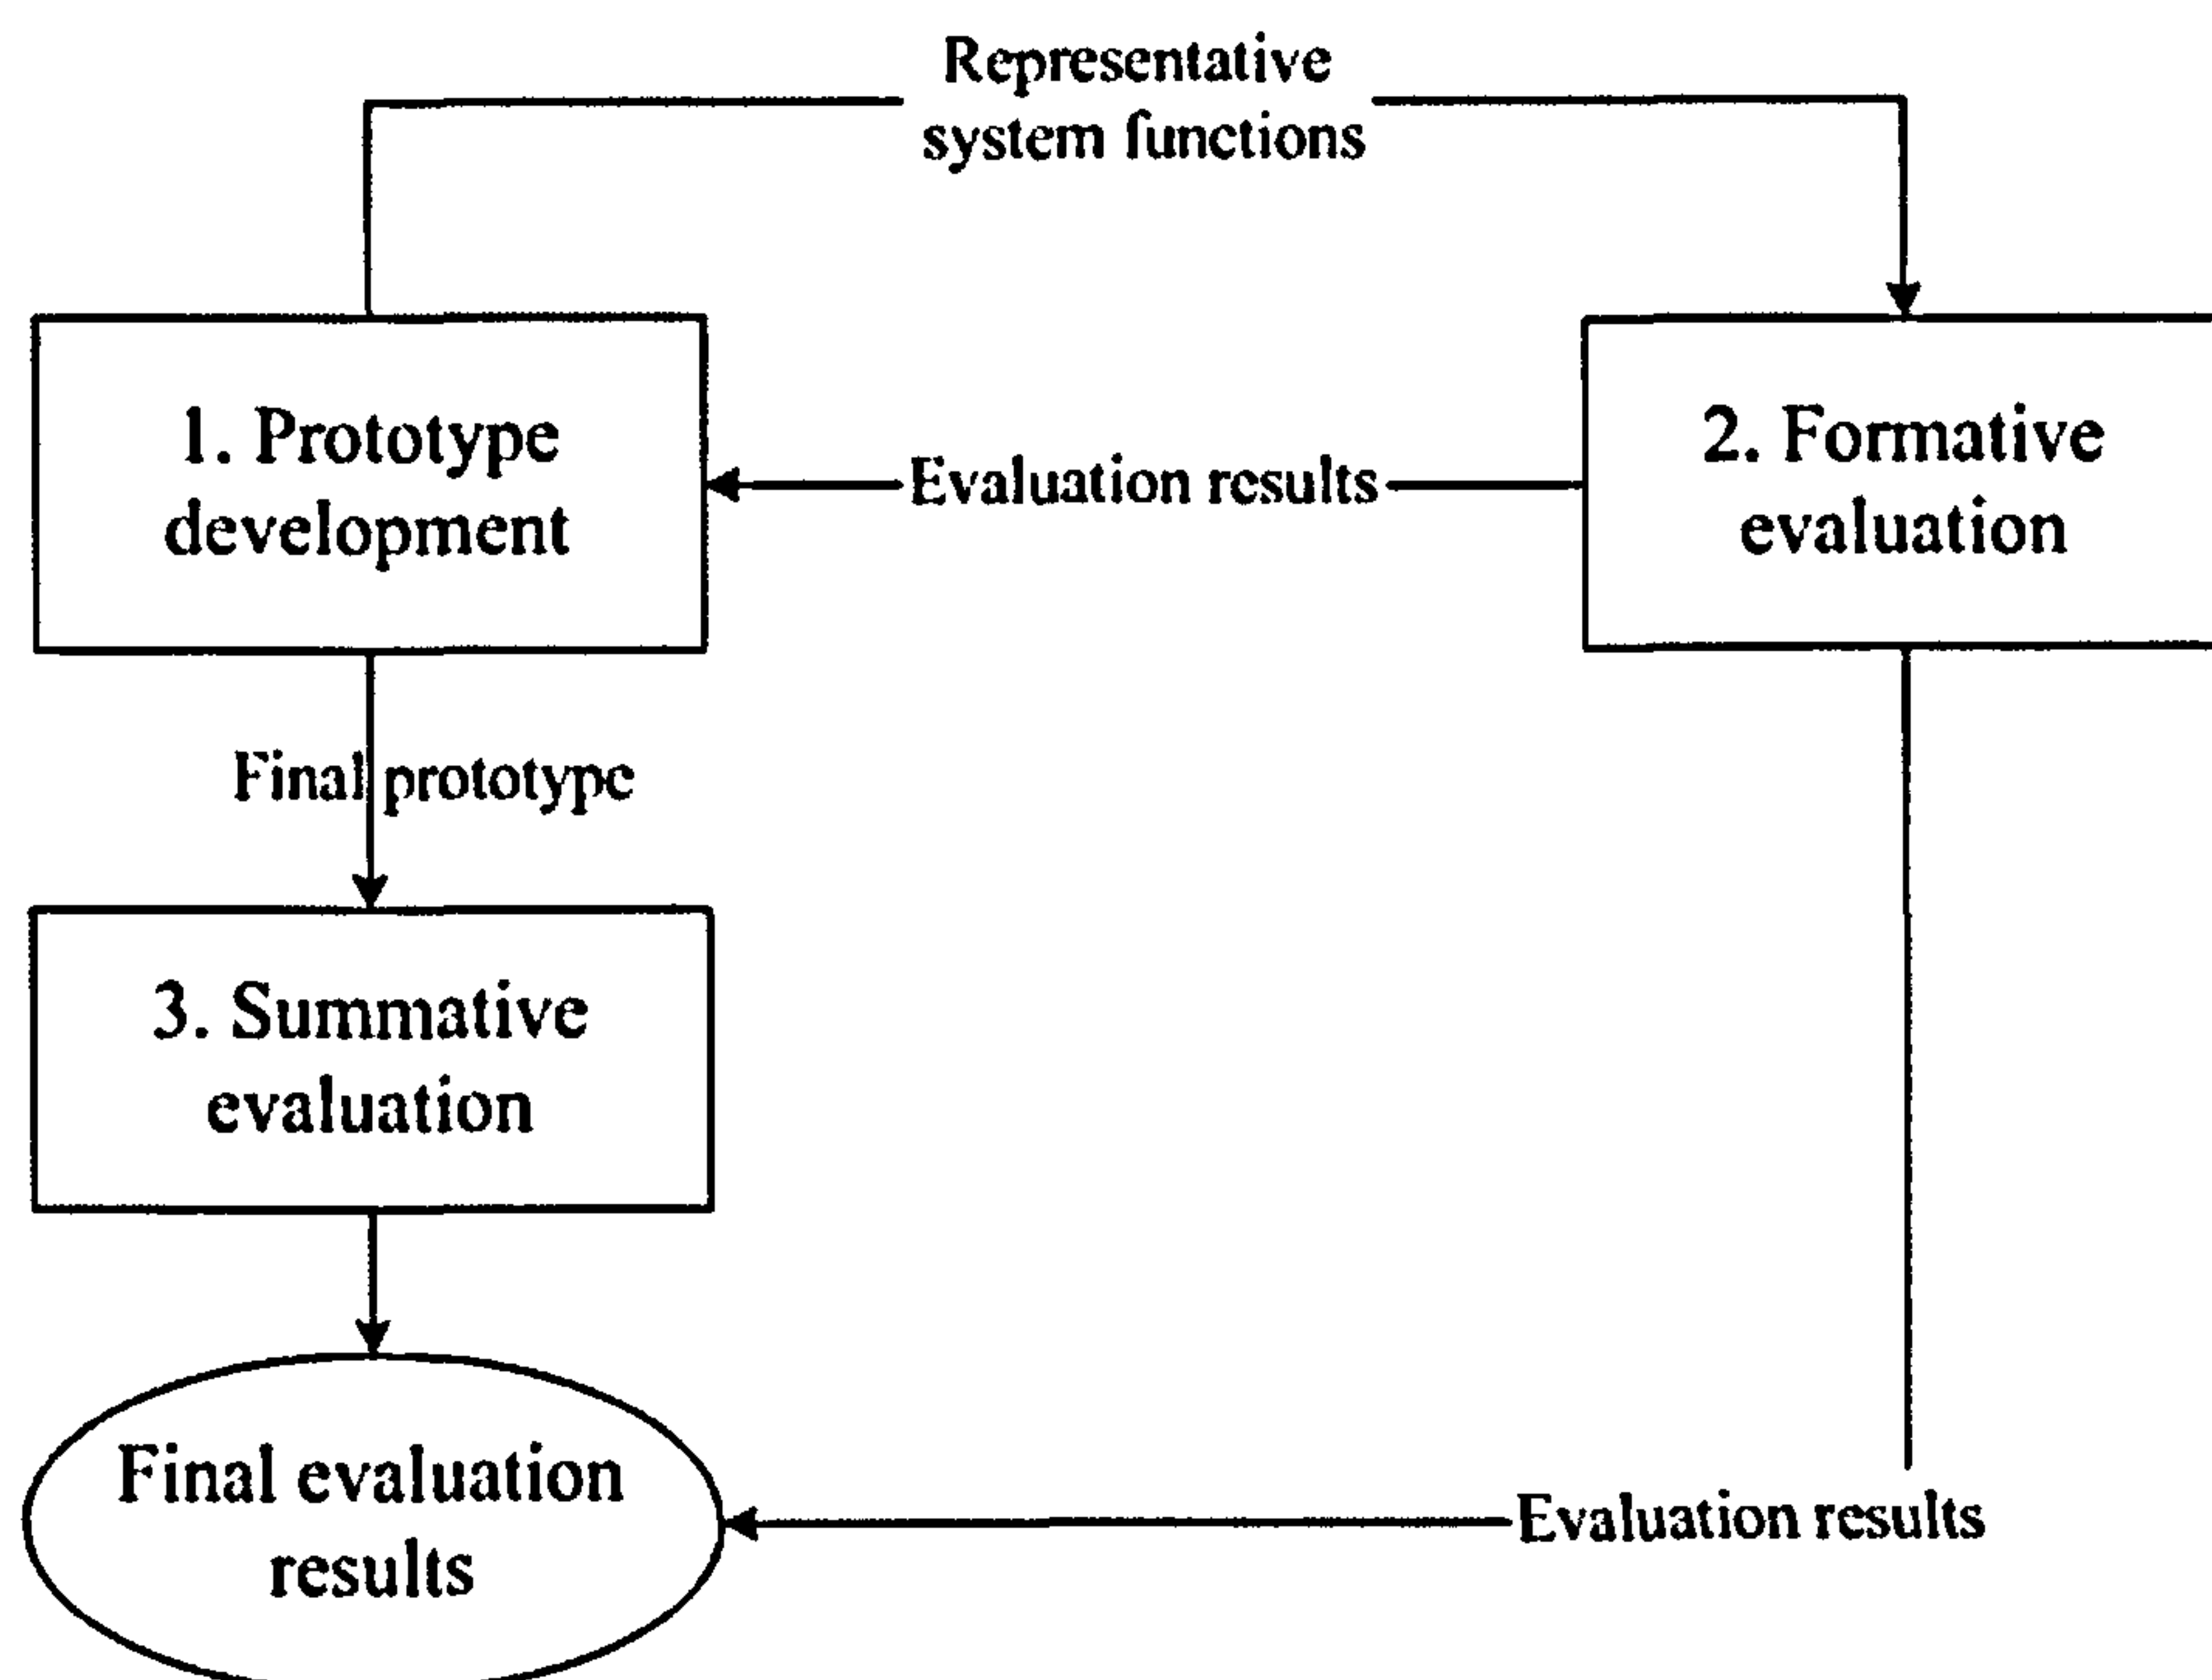 Representative
system functions
1. Prototype
development
Evaluation results
2. Formative
evaluation
Final prototype
3. Summative
evaluation
Final evaluation
results
Evaluation results